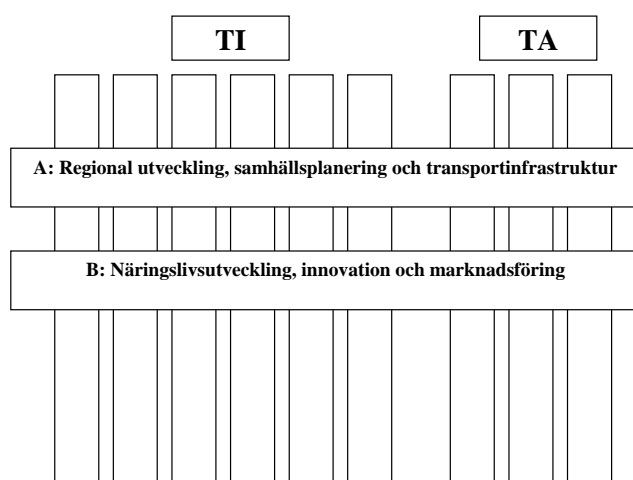 TI
TA
A: Regional utveckling, samhällsplanering och transportinfrastruktur
B: Näringslivsutveckling, innovation och marknadsföring